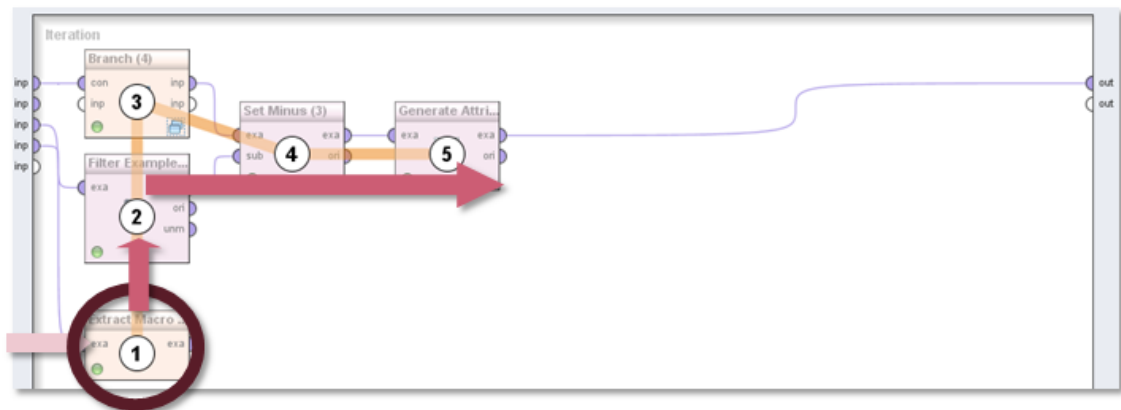 Iteration
Branch (4)
inp
con
inp
out
inp
inp
3
inp
out
Set Minus (3)
Generate Attri...
inp
exa
exa
exa
exa
inp
sub
4
ori
5
ori
inp
Filter Example...
exa
ori
2
unm
Extract Macro ...
exa
1
exa